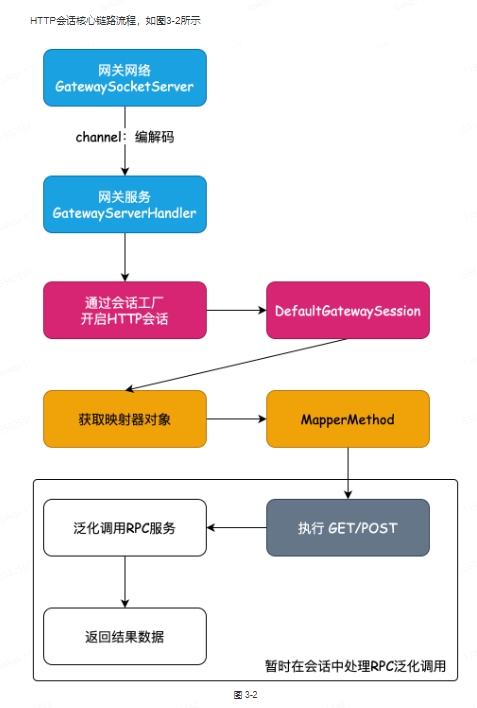 HTTP会话核心链路流程，如图3-2所示
网关网络
GatewaySocketServer
channel：编解码
网关服务
GatewayServerHandler
通过会话工厂
开启HTTP会话
DefaultGatewaySession
获取映射器对象
MapperMethod
执行 GET/POST
泛化调用RPC服务
返回结果数据
暂时在会话中处理RPC泛化调用
图 3-2